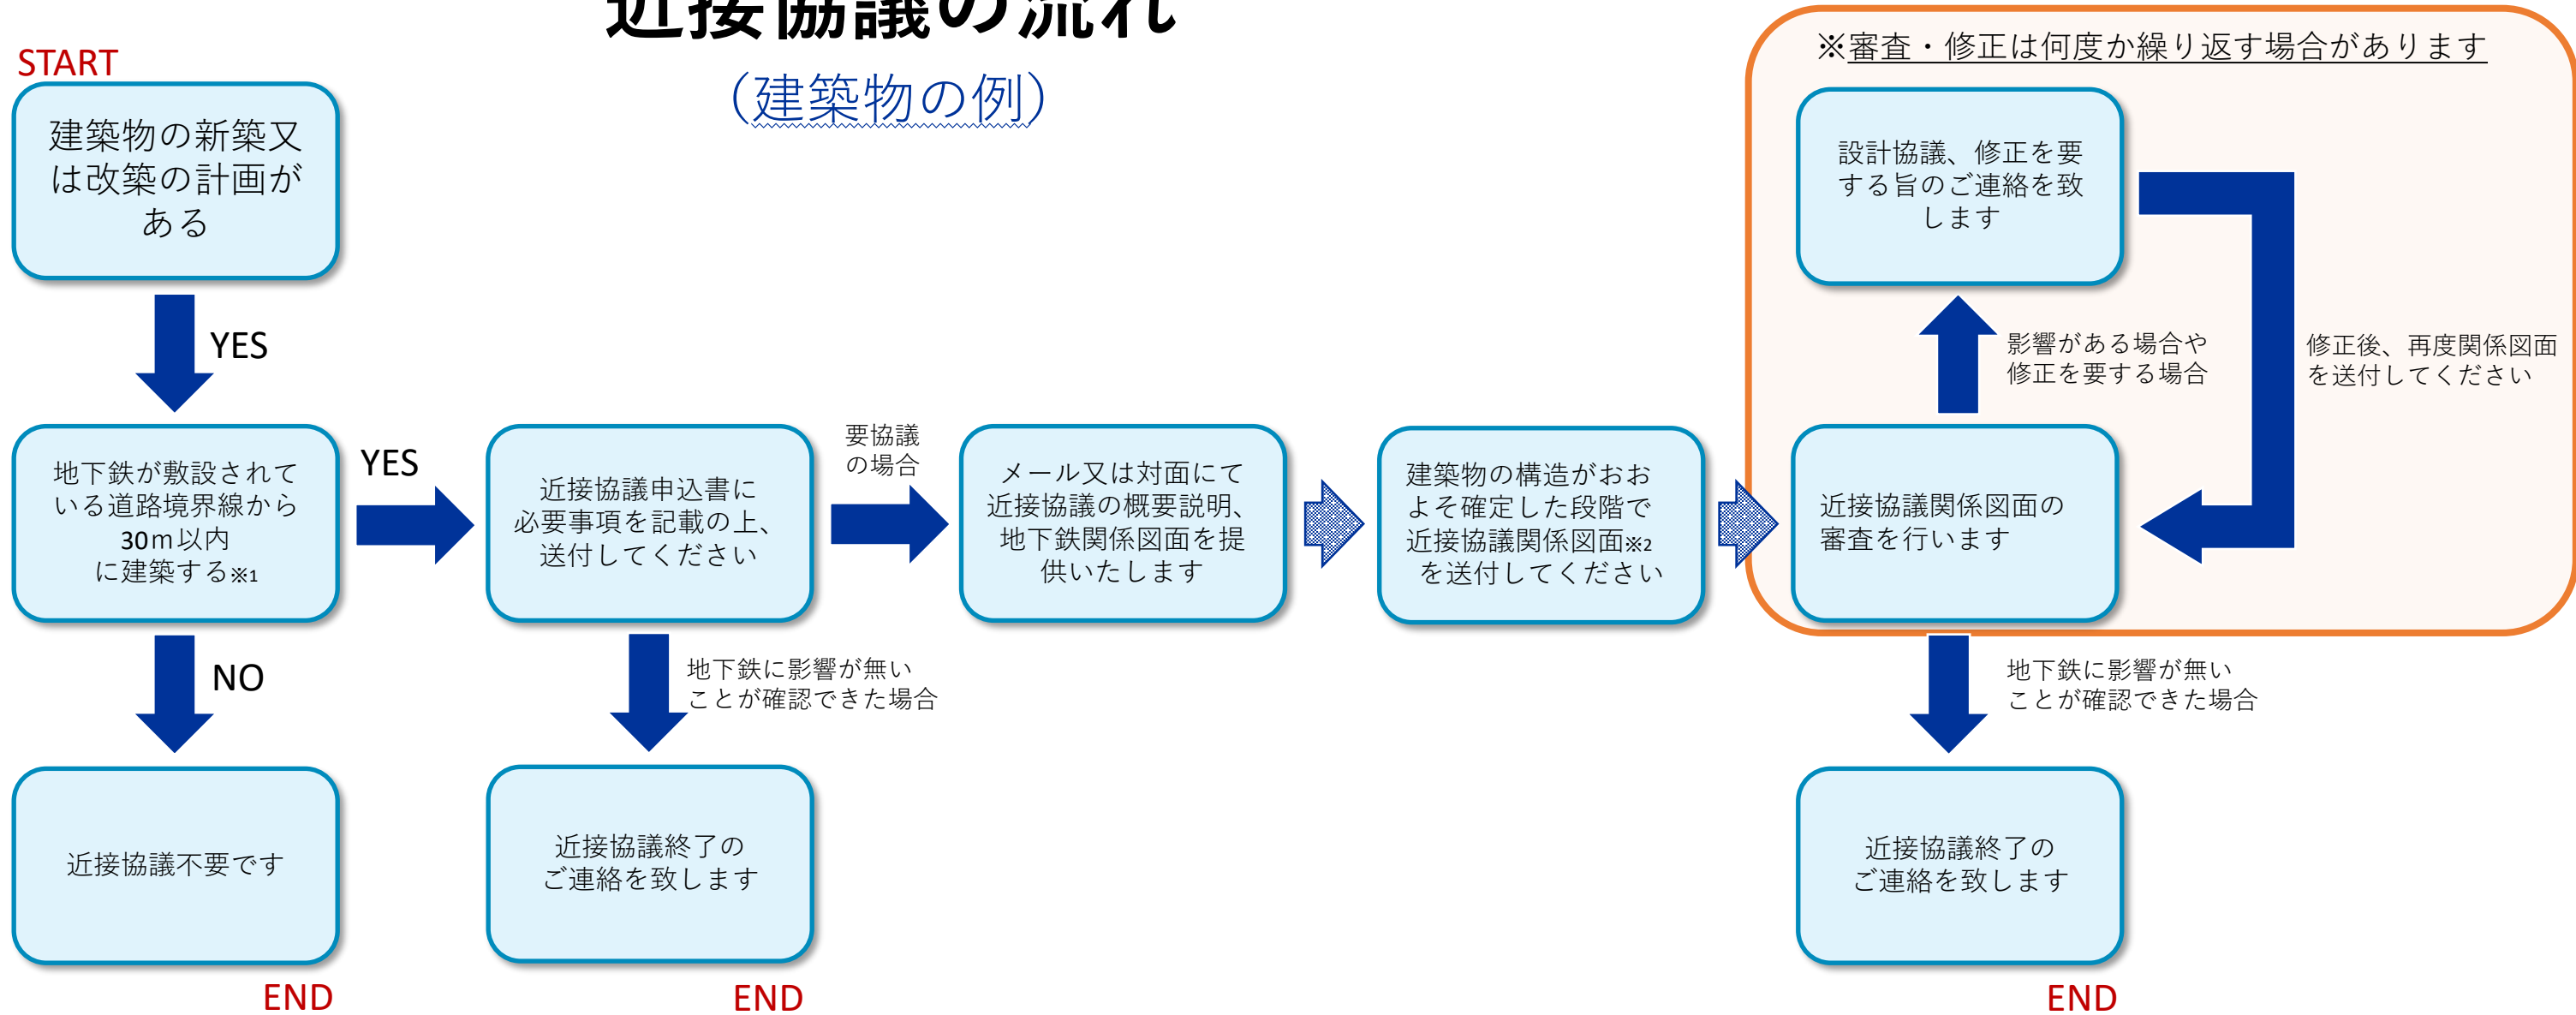 近接協議の流れ
（建築物の例）
START
建築物の新築又
は改築の計画が
ある
YES
地下鉄が敷設されて
いる道路境界線から
30ｍ以内
に建築する※1
NO
近接協議不要です
END
YES
近接協議申込書に
必要事項を記載の上、
送付してください
地下鉄に影響が無い
ことが確認できた場合
近接協議終了の
ご連絡を致します
END
要協議
の場合
メール又は対面にて
近接協議の概要説明、
地下鉄関係図面を提
供いたします
建築物の構造がおお
よそ確定した段階で
近接協議関係図面※2
を送付してください
※審査・修正は何度か繰り返す場合があります
設計協議、修正を要
する旨のご連絡を致
します
影響がある場合や
修正を要する場合
修正後、再度関係図面
を送付してください
近接協議関係図面の
審査を行います
地下鉄に影響が無い
ことが確認できた場合
近接協議終了の
ご連絡を致します
END